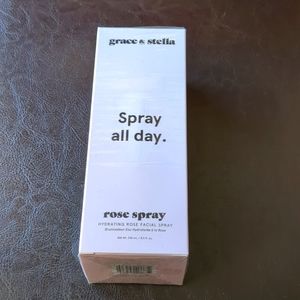 grace & stella
Spray
all day.
rose spray
HYDRATING ROSE FACIAL SPRAY